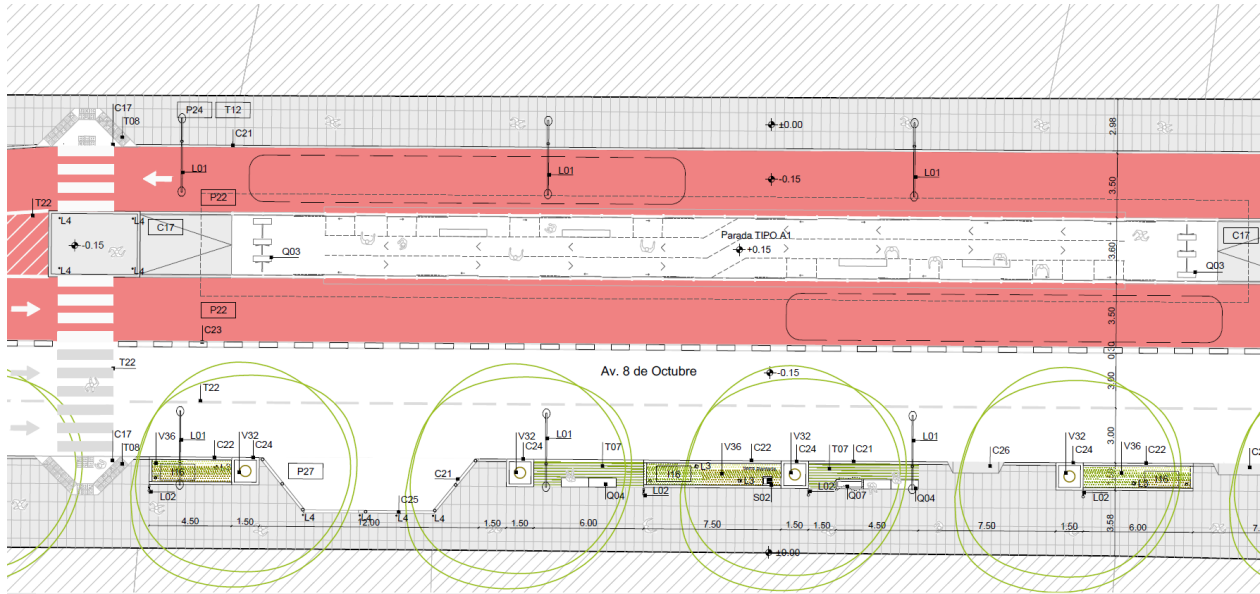 C17
T08
P24
T12
C21
±0.00
2.98
L01
L01
L01
-0.15
3.50
T22
P22
L4
L4
C17
-0.15
Parada TIPO A1
+0.15
C17
Q03
3.60
Q03
L4
L4
P22
3.50
C23
0.30
T22
Av. 8 de Octubre
-0.15
3.90
T22
3.00
C17
T08
V36
L01
C22
V32
C24
P27
C21
V32
C24
L01
T07
V36
C22
V32
C24
T07
C21
L01
C26
V32
C24
V36
C22
I16
L3
I16
L3
L3
I16
L3
L02
C25
Q04
L02
S02
L02
Q07
Q04
L02
L4
L4
L4
L4
4.50
1.50
12.00
1.50
1.50
6.00
7.50
1.50
1.50
4.50
7.50
1.50
3.58
6.00
±0.00